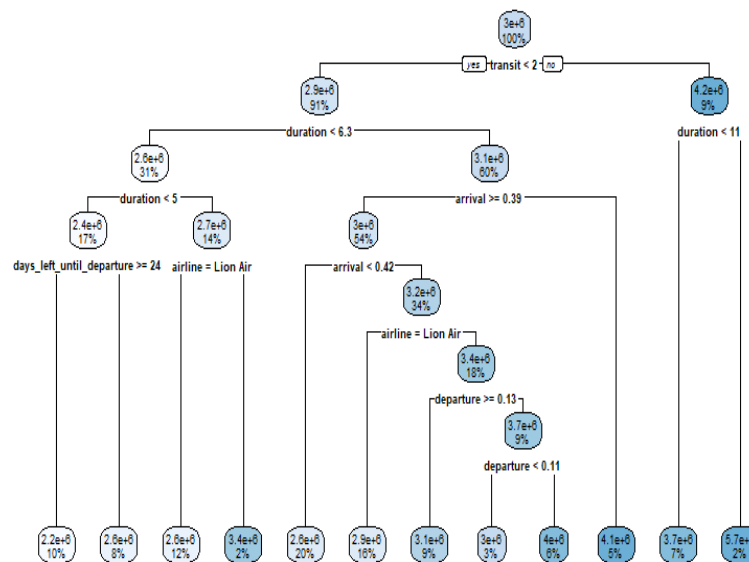 3e+6
100%
yes transit < 2 no
2.9e+6
91%
4.2e+6
9%
duration < 6.3
duration < 11
2.6e+6
31%
3.1e+6
60%
duration < 5
arrival >= 0.39
2.4e+6
17%
2.7e+6
14%
3e+6
54%
days_left_until_departure >= 24
airline = Lion Air
arrival < 0.42
3.2e+6
34%
airline = Lion Air
3.4e+6
18%
departure >= 0.13
3.7e+6
9%
departure < 0.11
2.2e+6
10%
2.6e+6
8%
2.6e+6
12%
3.4e+6
2%
2.6e+6
20%
2.9e+6
16%
3.1e+6
9%
3e+6
3%
4e+6
6%
4.1e+6
5%
3.7e+6
7%
5.7e+
2%